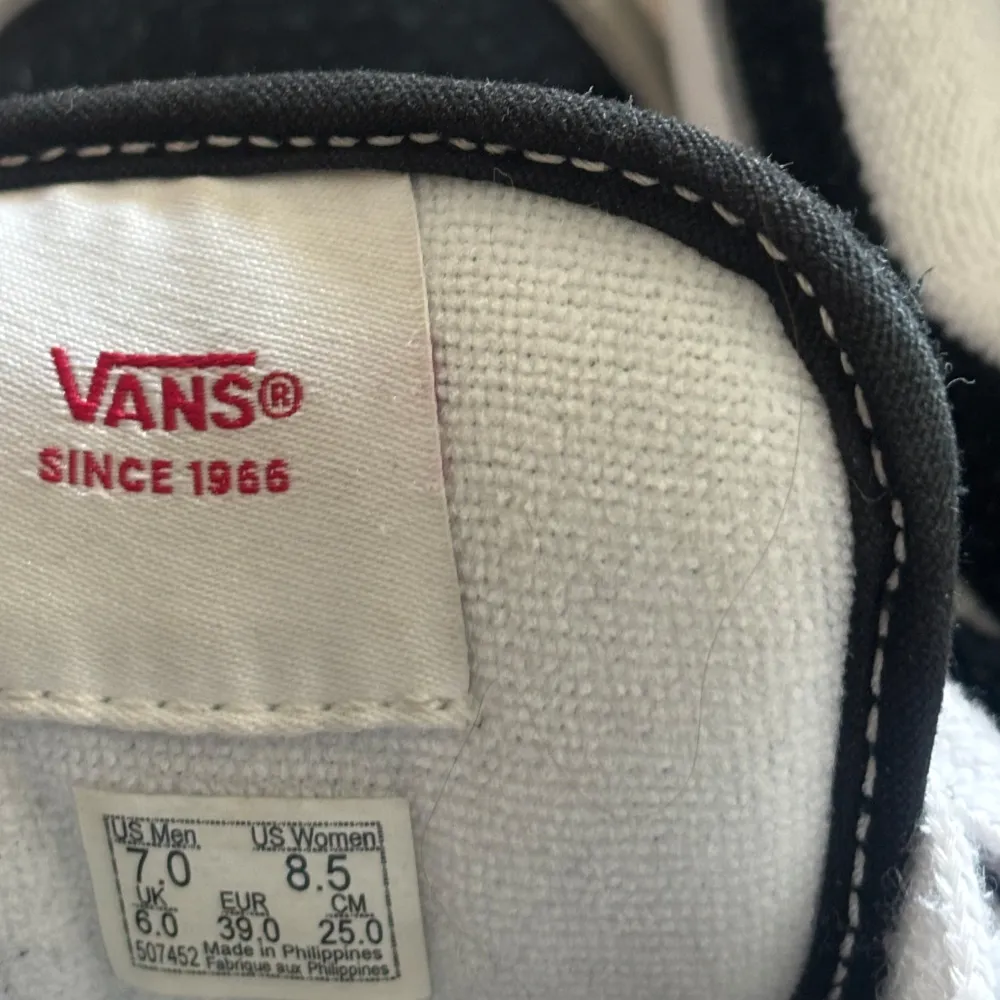 VANS®
SINCE 1966
US Men US Women
7.0 8.5
UK EUR CM
6.0 39.0 25.0
507452 Made in Philippines
Fabrique aux Philippines